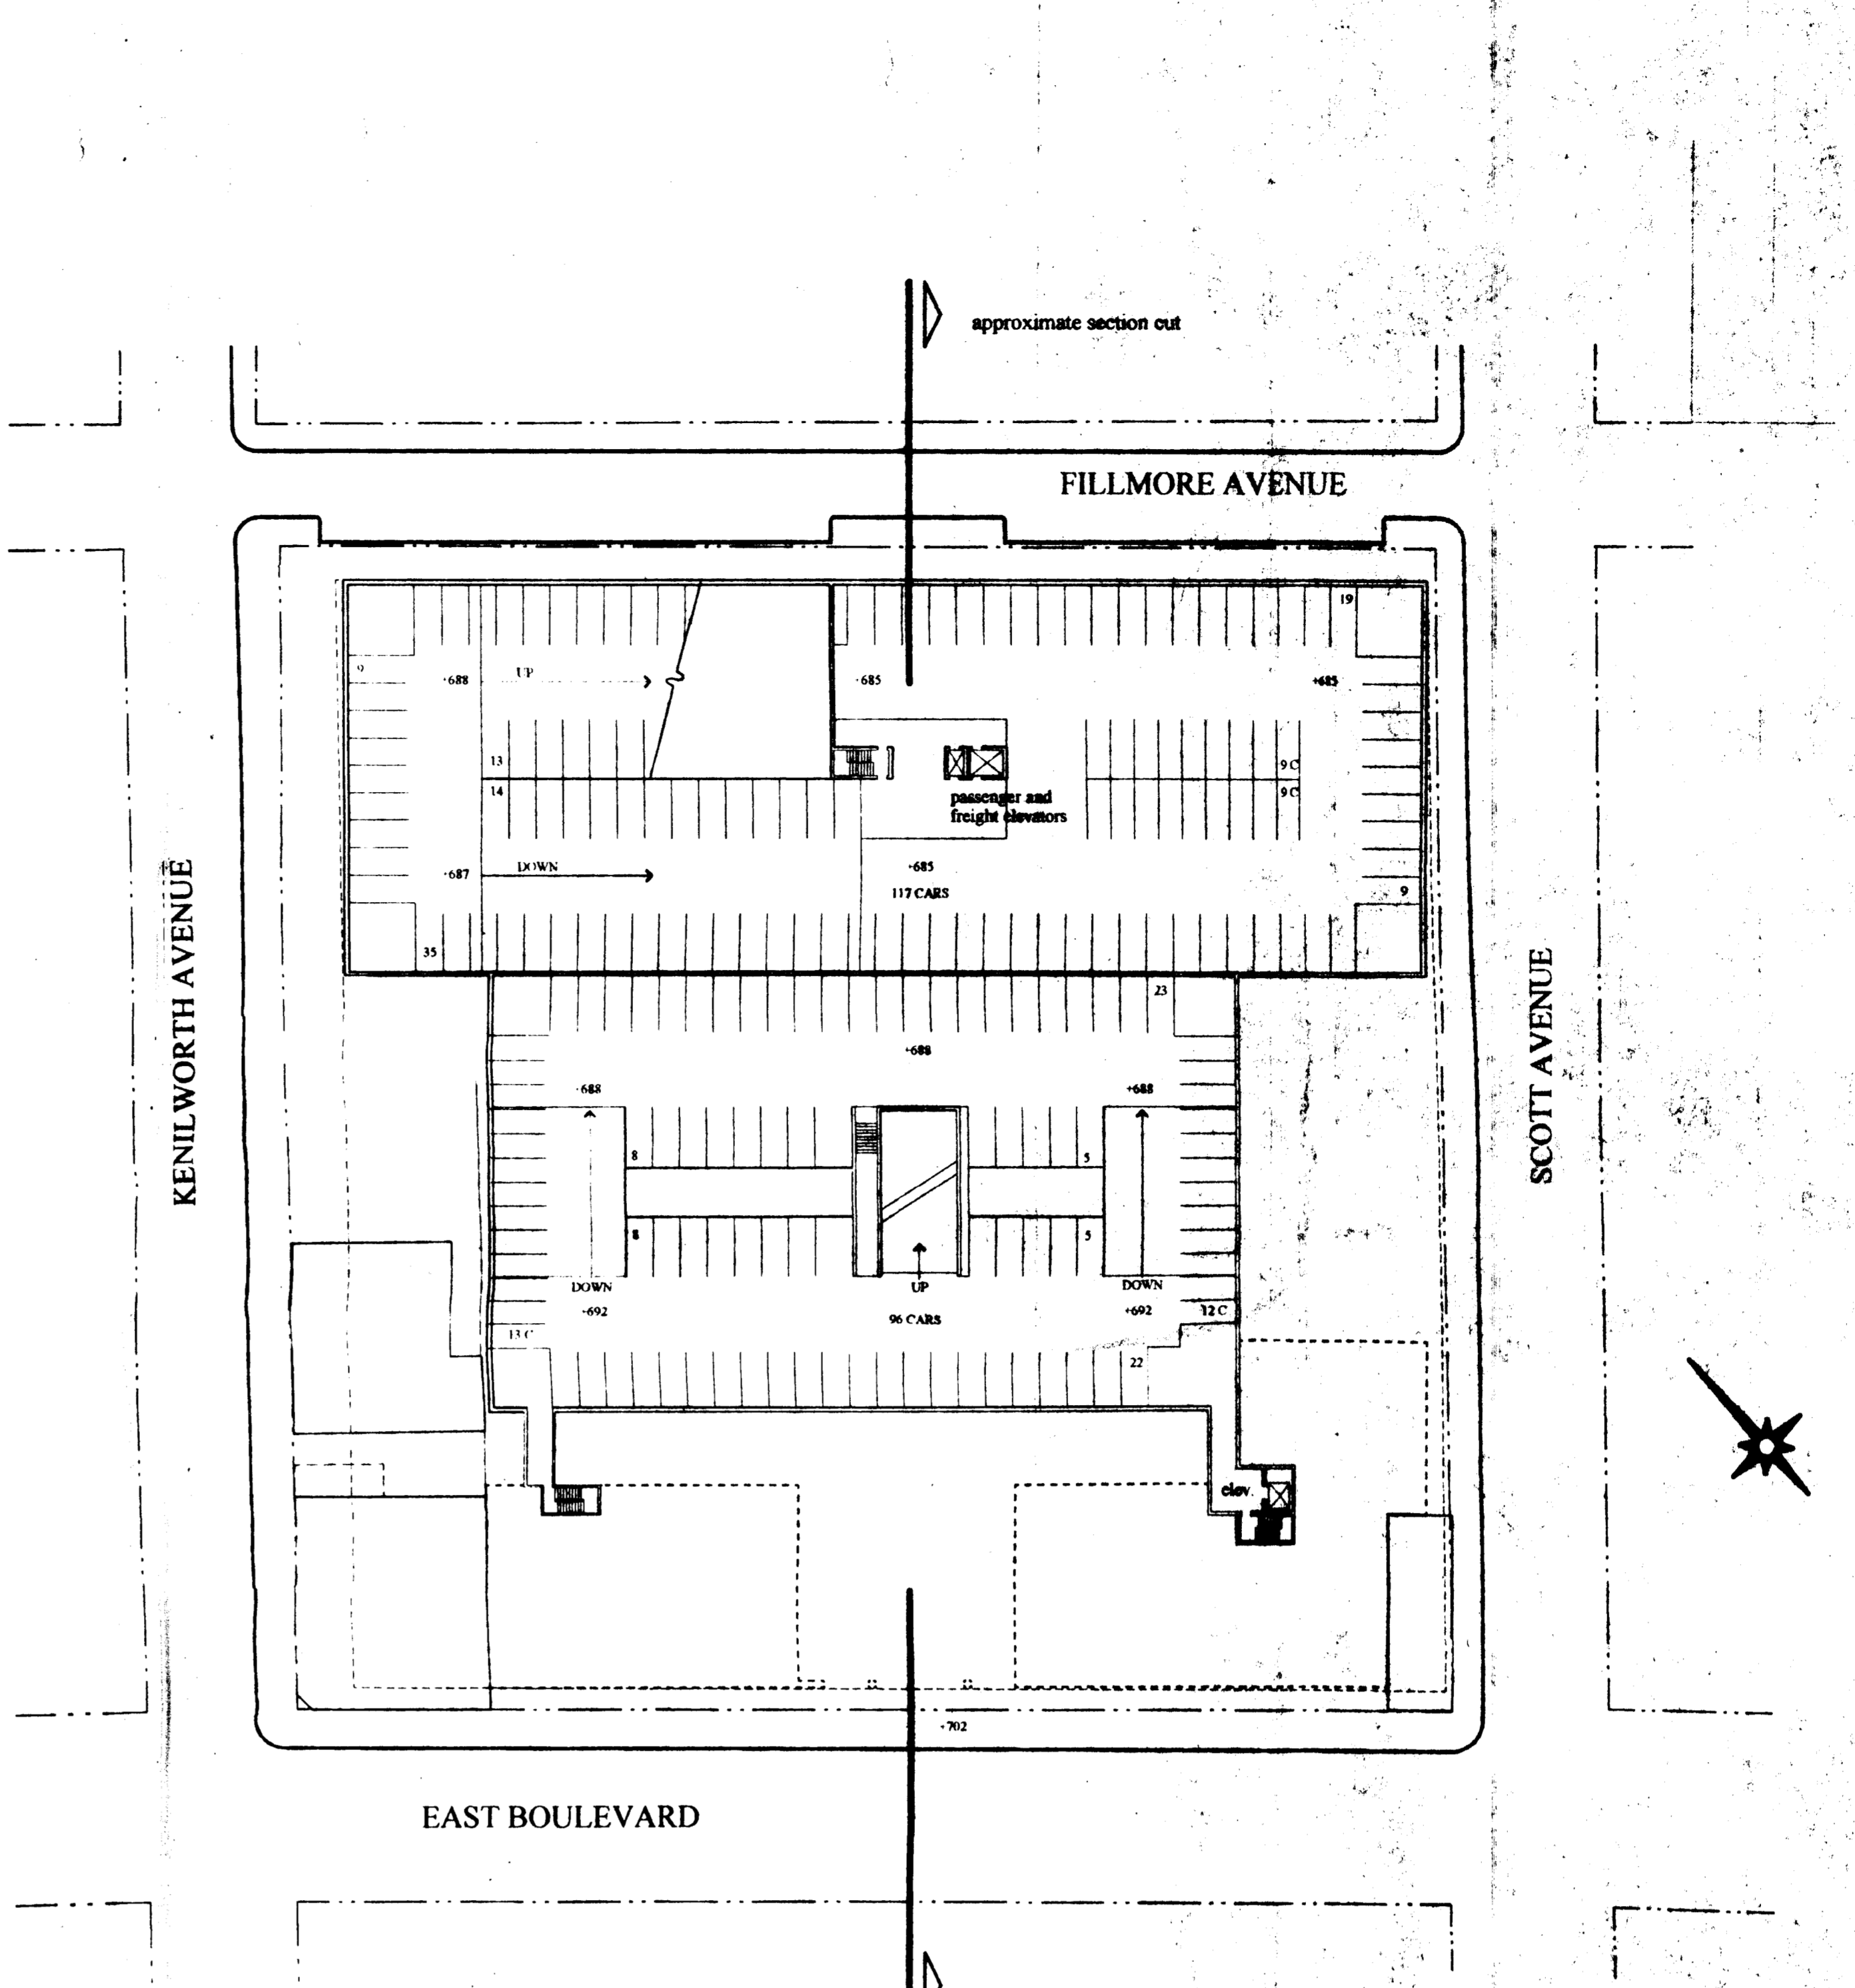 approximate section cut
FILLMORE AVENUE
19
9
+688
UP
+685
+685
13
9 C
14
9 C
passenger and
freight elevators
+687
DOWN
+685
117 CARS
9
35
23
+688
+688
+688
8
5
8
5
DOWN
UP
DOWN
+692
96 CARS
+692
12 C
13 C
22
elev.
+702
EAST BOULEVARD
KENILWORTH AVENUE
SCOTT AVENUE